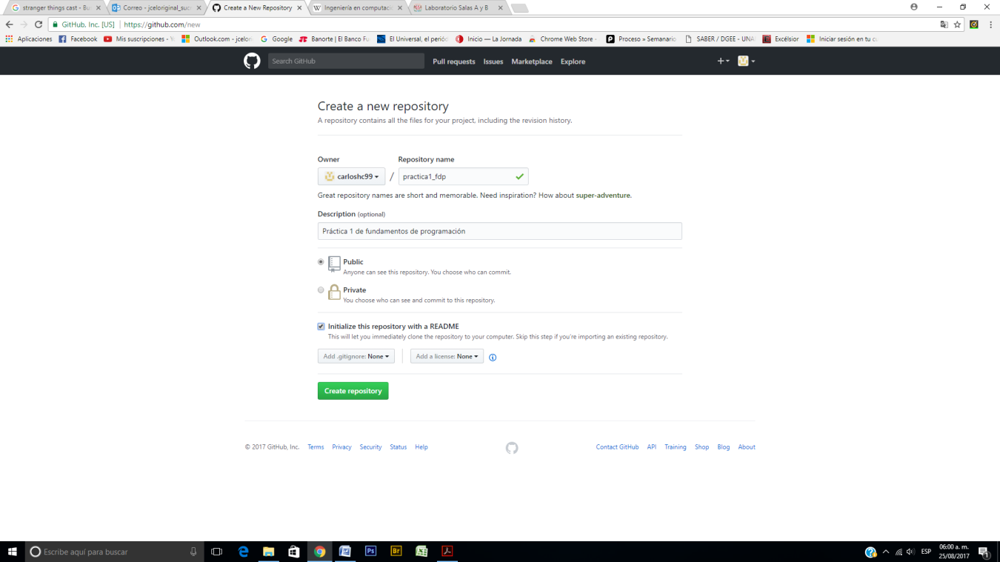 stranger things cast - Bus
Correo - jceloriginal_suc
Create a New Repository
Ingeniería en computació
Laboratorio Salas A y B
GitHub, Inc. [US] | https://github.com/new
Aplicaciones
Facebook
Mis suscripciones - Y
Outlook.com - jcelori
Google
Banorte | El Banco Fu
El Universal, el periód
Inicio — La Jornada
Chrome Web Store -
Proceso » Semanario
SABER / DGEE - UNA
Excélsior
Iniciar sesión en tu cu
Search GitHub
Pull requests Issues Marketplace Explore
Create a new repository
A repository contains all the files for your project, including the revision history.
Owner Repository name
carloshc99 / practica1_fdp
Great repository names are short and memorable. Need inspiration? How about super-adventure.
Description (optional)
Práctica 1 de fundamentos de programación
Public
Anyone can see this repository. You choose who can commit.
Private
You choose who can see and commit to this repository.
Initialize this repository with a README
This will let you immediately clone the repository to your computer. Skip this step if you're importing an existing repository.
Add .gitignore: None Add a license: None
Create repository
© 2017 GitHub, Inc. Terms Privacy Security Status Help
Contact GitHub API Training Shop Blog About
Escribe aquí para buscar
Ps
Br
ESP
06:00 a. m.
25/08/2017
1